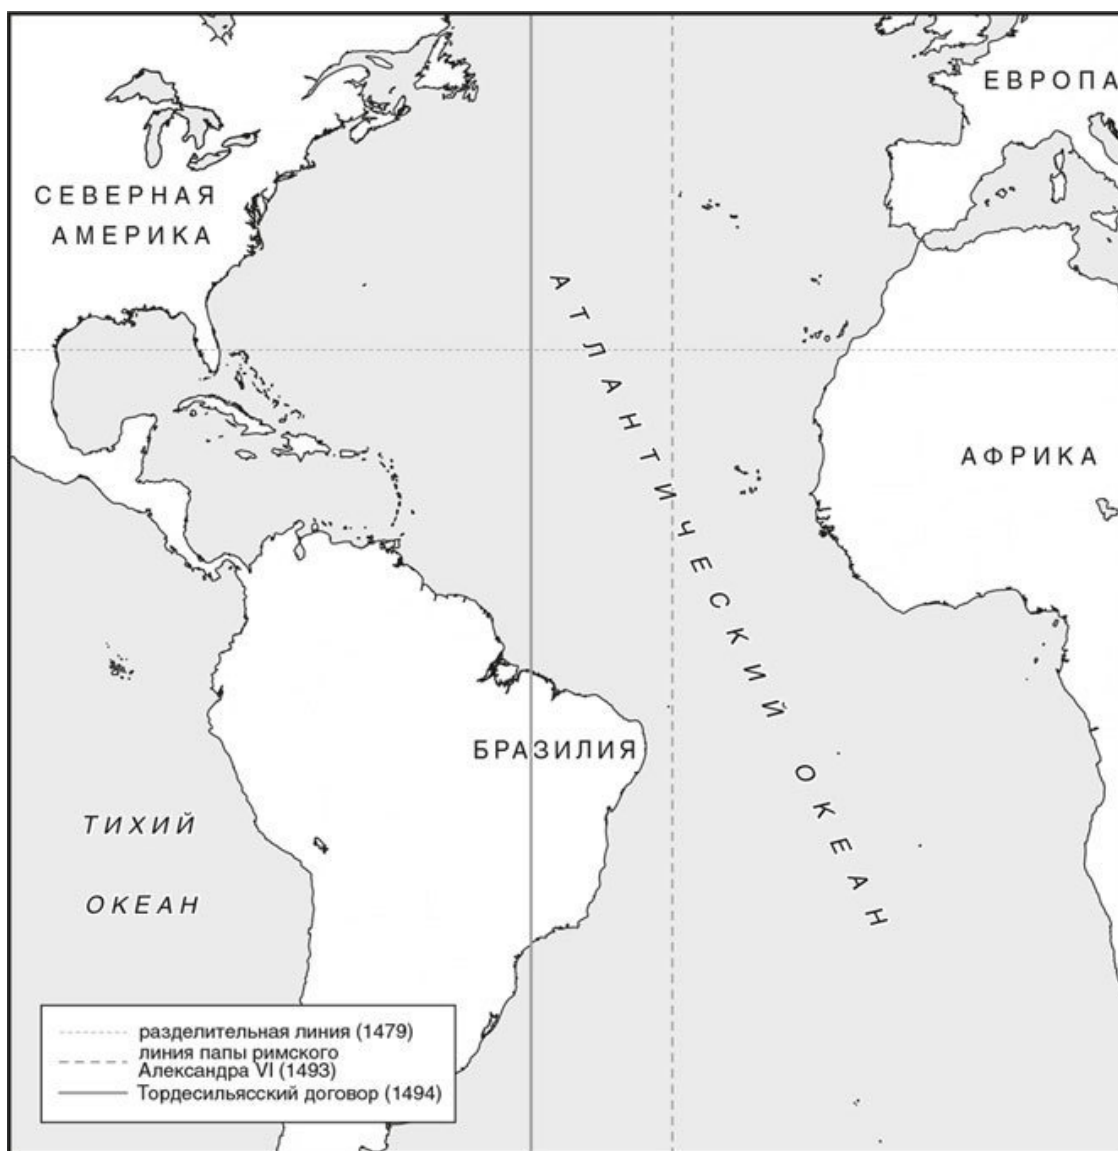 ЕВРОПА
СЕВЕРНАЯ
АМЕРИКА
АТЛАНТИЧЕСКИЙ ОКЕАН
АФРИКА
БРАЗИЛИЯ
ТИХИЙ
ОКЕАН
разделительная линия (1479)
линия папы римского
Александра VI (1493)
Тордесильясский договор (1494)